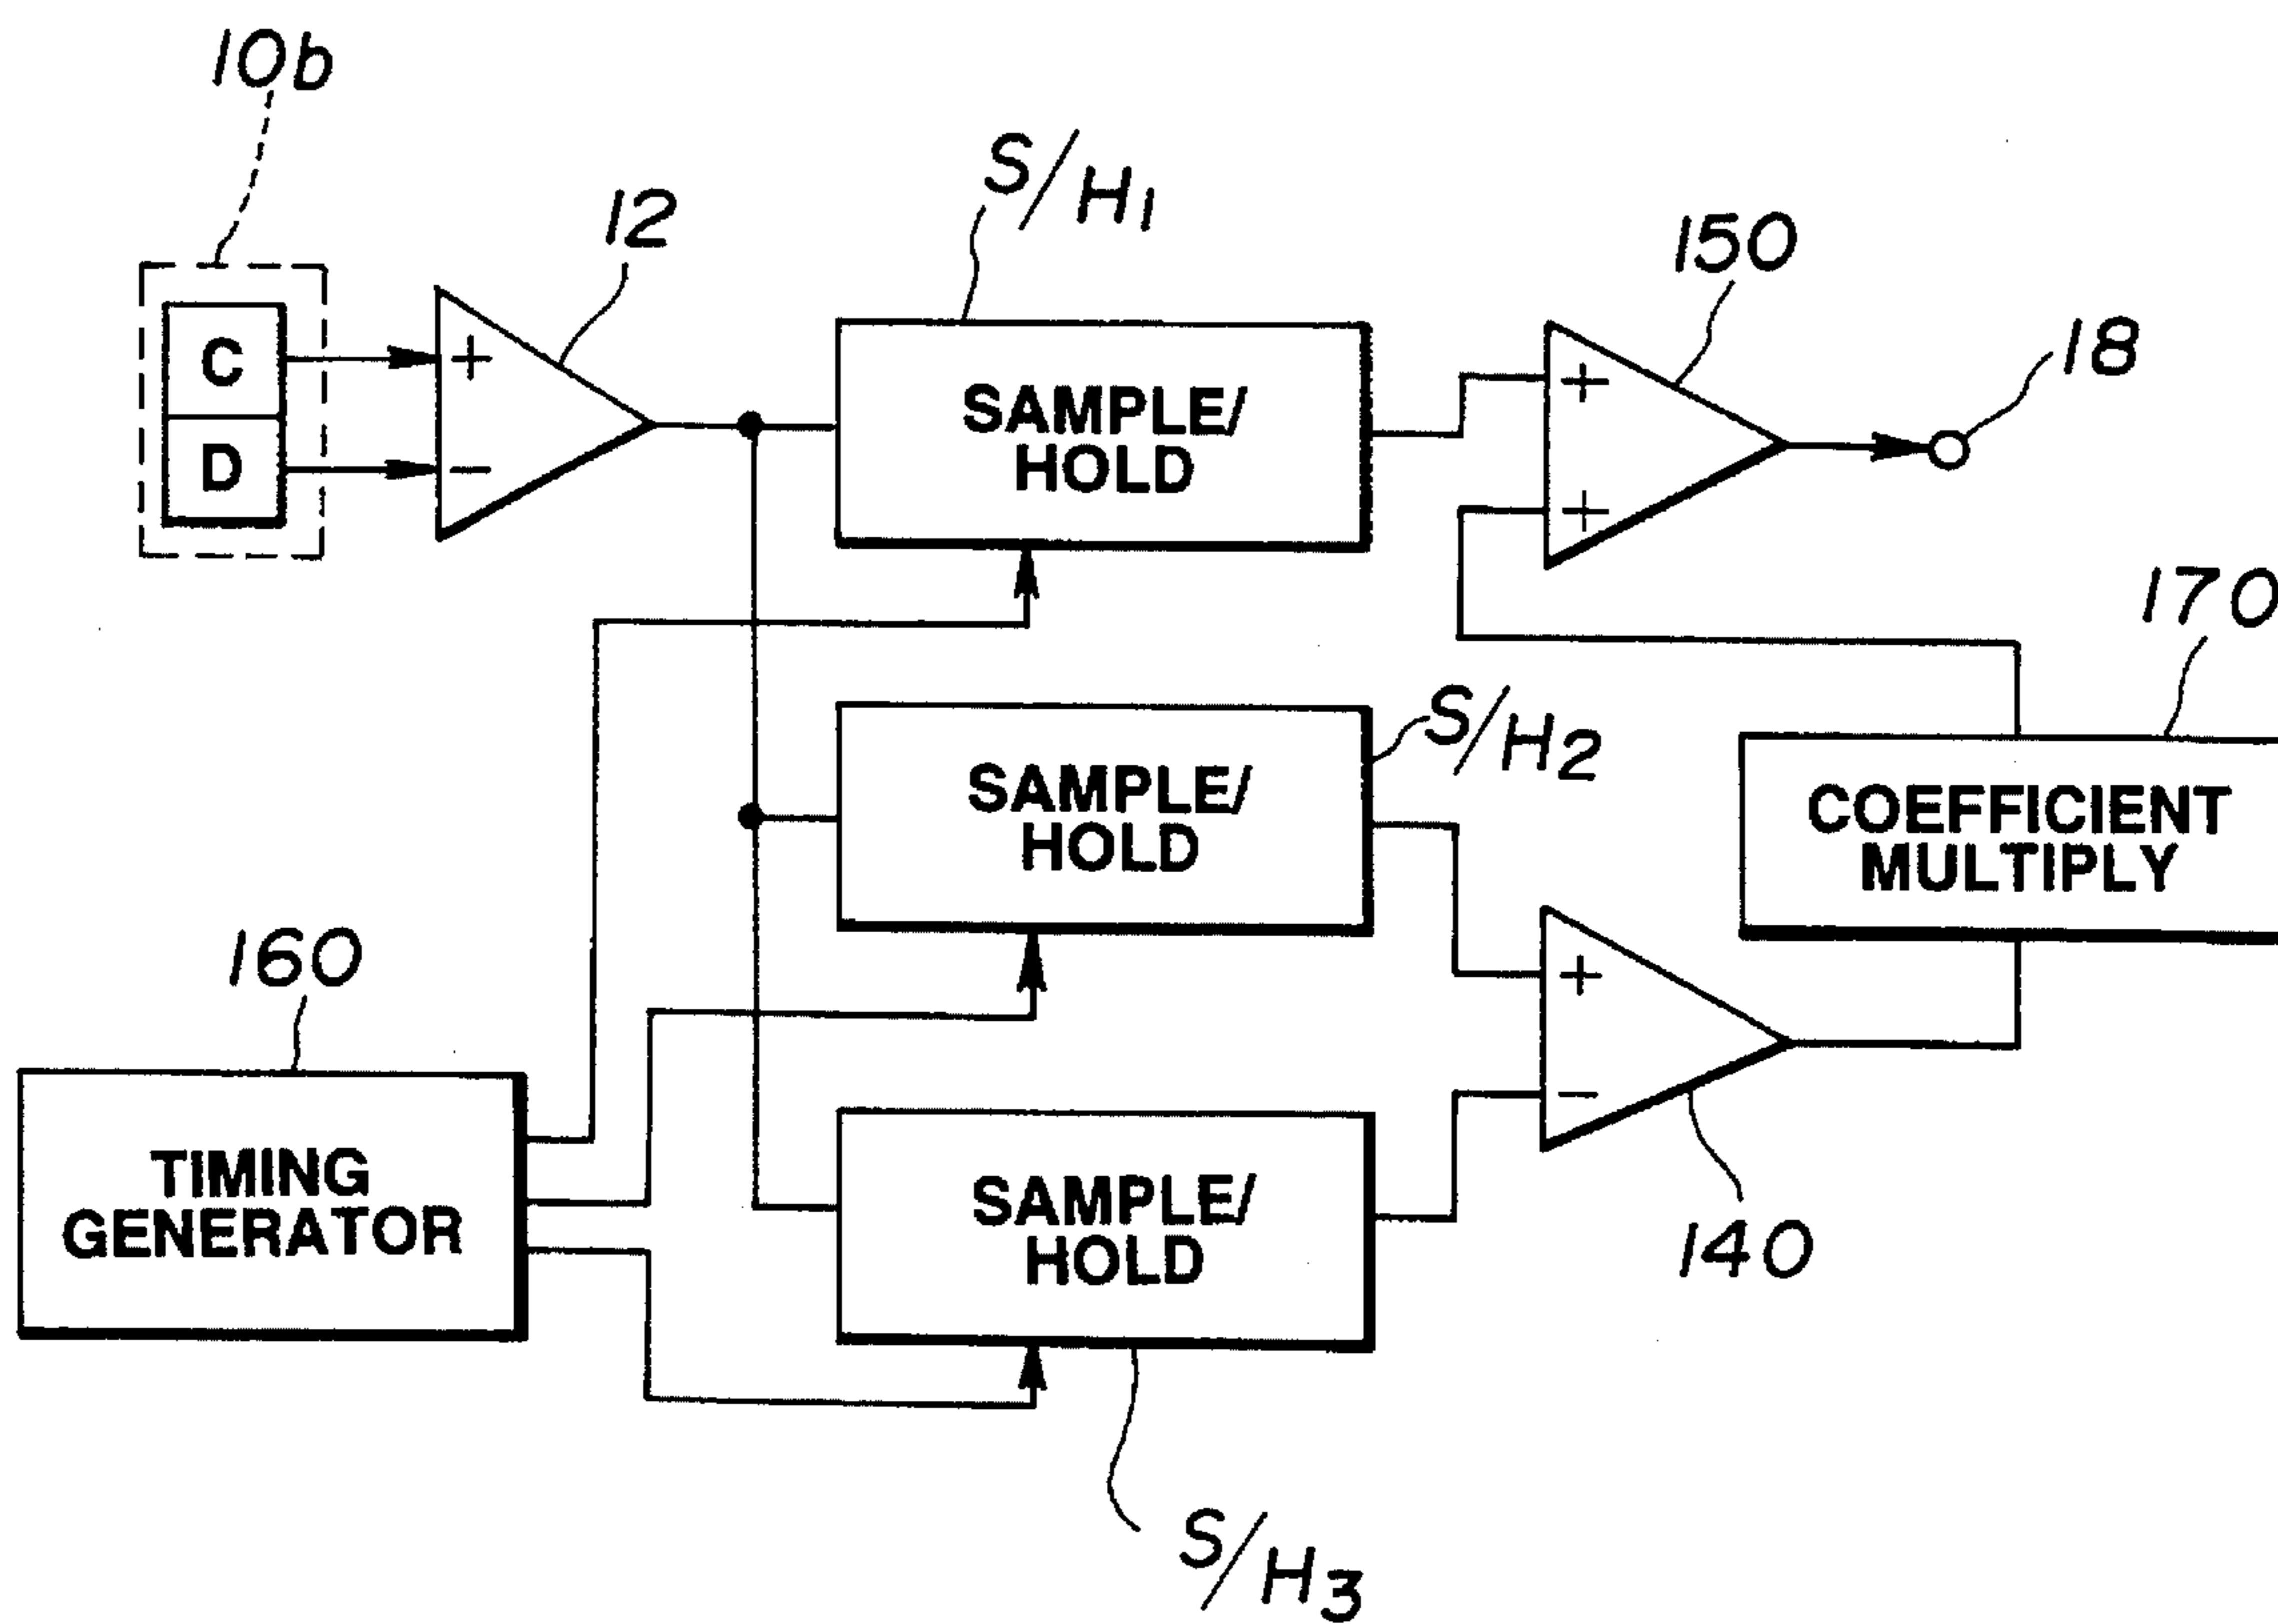 10b
12
S/H1
150
18
C
+
D
−
SAMPLE/
HOLD
+
+
170
S/H2
SAMPLE/
HOLD
COEFFICIENT
MULTIPLY
160
+
−
TIMING
GENERATOR
SAMPLE/
HOLD
140
S/H3